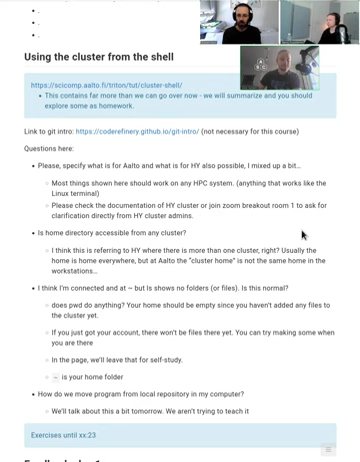 .
.
.
Using the cluster from the shell
https://scicomp.aalto.fi/triton/tut/cluster-shell/
This contains far more than we can go over now - we will summarize and you should
explore some as homework.
Link to git intro: https://coderefinery.github.io/git-intro/ (not necessary for this course)
Questions here:
Please, specify what is for Aalto and what is for HY also possible, I mixed up a bit...
Most things shown here should work on any HPC system. (anything that works like the
Linux terminal)
Please check the documentation of HY cluster or join zoom breakout room 1 to ask for
clarification directly from HY cluster admins.
Is home directory accessible from any cluster?
I think this is referring to HY where there is more than one cluster, right? Usually the
home is home everywhere, but at Aalto the "cluster home" is not the same home in the
workstations...
I think I'm connected and at ~ but ls shows no folders (or files). Is this normal?
does pwd do anything? Your home should be empty since you haven't added any files to
the cluster yet.
If you just got your account, there won't be files there yet. You can try making some when
you are there
In the page, we'll leave that for self-study.
~ is your home folder
How do we move program from local repository in my computer?
We'll talk about this a bit tomorrow. We aren't trying to teach it
Exercises until xx:23